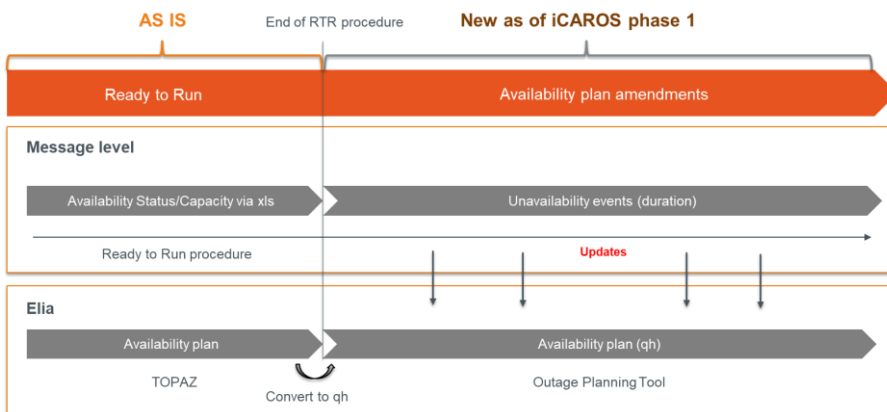 AS IS
End of RTR procedure
New as of iCAROS phase 1
Ready to Run
Availability plan amendments
Message level
Availability Status/Capacity via xls
Unavailability events (duration)
Ready to Run procedure
Updates
Elia
Availability plan
Availability plan (qh)
TOPAZ
Convert to qh
Outage Planning Tool